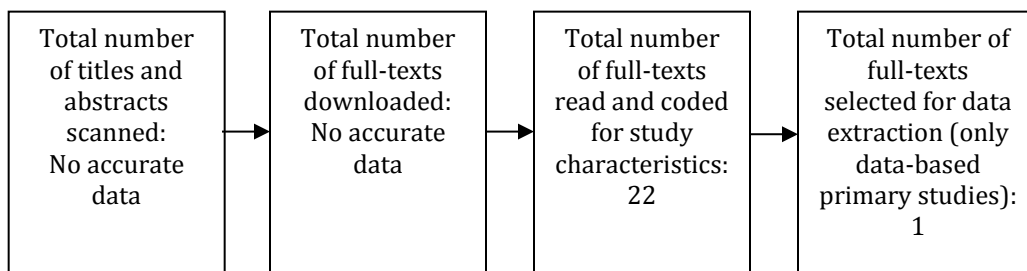 Total number
of titles and
abstracts
scanned:
No accurate
data
Total number
of full-texts
downloaded:
No accurate
data
Total number
of full-texts
read and coded
for study
characteristics:
22
Total number of
full-texts
selected for data
extraction (only
data-based
primary studies):
1